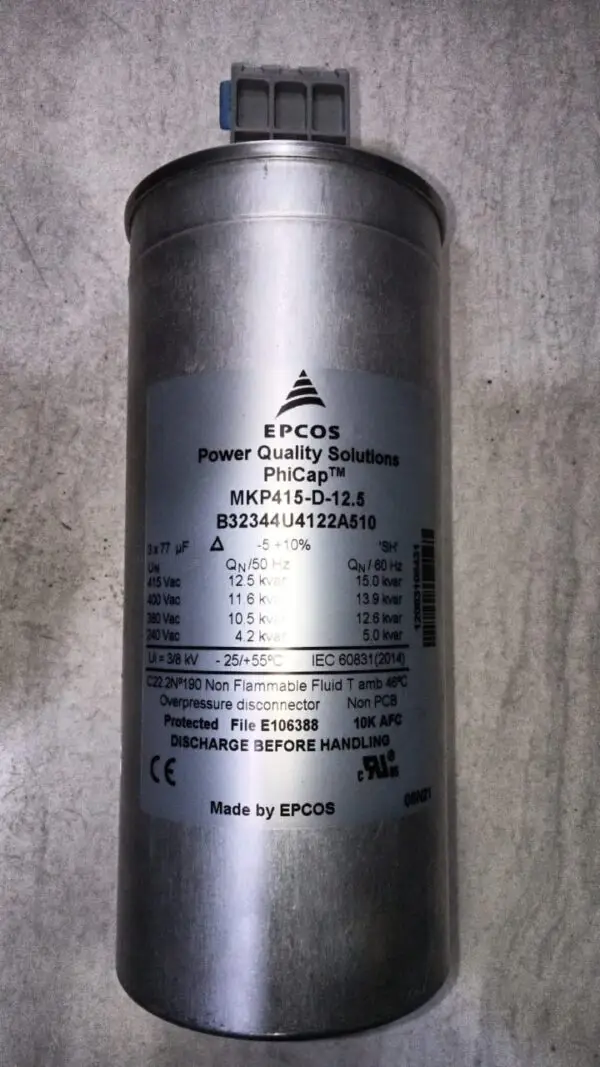 EPCOS
Power Quality Solutions
PhiCap™
MKP415-D-12.5
B32344U4122A510
3 x 77 µF Δ -5 +10% 'SH'
QN/50 Hz QN/60 Hz
415 Vac 12.5 kvar 15.0 kvar
400 Vac 11.6 kvar 13.9 kvar
380 Vac 10.5 kvar 12.6 kvar
240 Vac 4.2 kvar 5.0 kvar
Ui = 3/8 kV - 25/+55ºC IEC 60831(2014)
C22.2Nº190 Non Flammable Fluid T amb 46ºC
Overpressure disconnector Non PCB
Protected File E106388 10K AFC
DISCHARGE BEFORE HANDLING
CE c RU ® us
Made by EPCOS